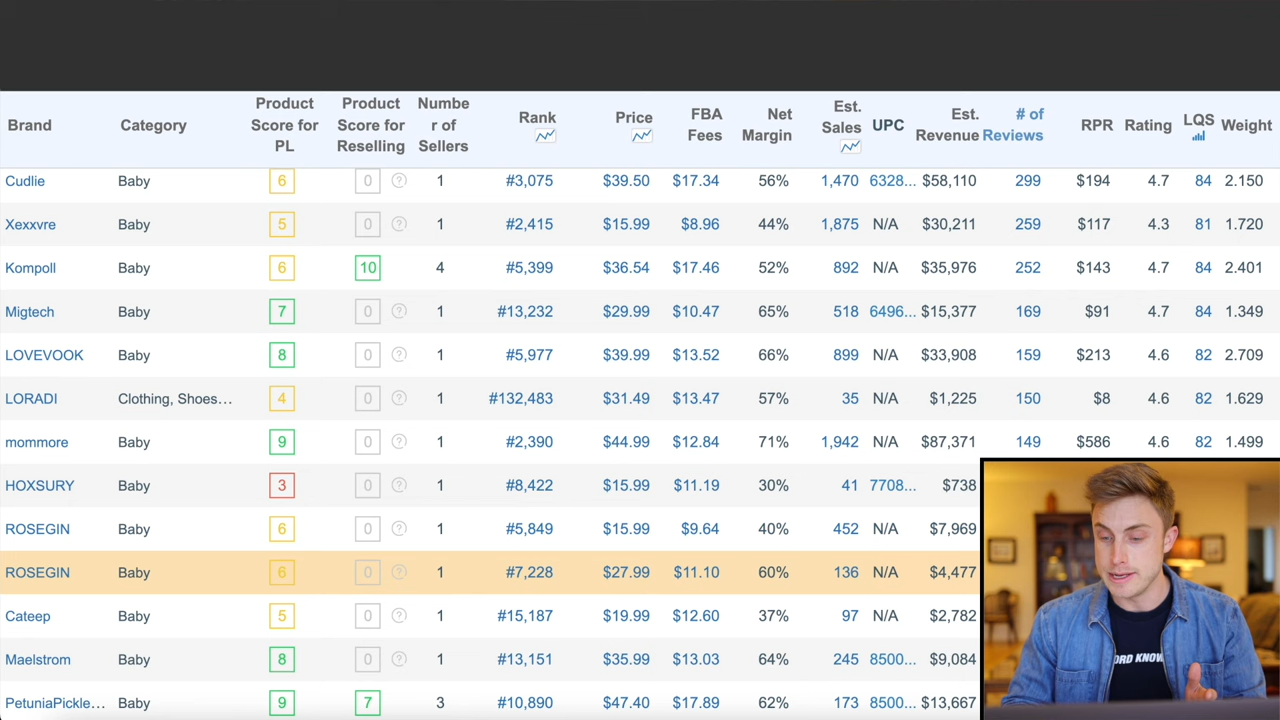 Brand Category Product Score for PL Product Score for Reselling Numbe r of Sellers Rank Price FBA Fees Net Margin Est. Sales UPC Est. Revenue # of Reviews RPR Rating LQS Weight
Cudlie Baby 6 0 ? 1 #3,075 $39.50 $17.34 56% 1,470 6328... $58,110 299 $194 4.7 84 2.150
Xexxvre Baby 5 0 ? 1 #2,415 $15.99 $8.96 44% 1,875 N/A $30,211 259 $117 4.3 81 1.720
Kompoll Baby 6 10 4 #5,399 $36.54 $17.46 52% 892 N/A $35,976 252 $143 4.7 84 2.401
Migtech Baby 7 0 ? 1 #13,232 $29.99 $10.47 65% 518 6496... $15,377 169 $91 4.7 84 1.349
LOVEVOOK Baby 8 0 ? 1 #5,977 $39.99 $13.52 66% 899 N/A $33,908 159 $213 4.6 82 2.709
LORADI Clothing, Shoes... 4 0 ? 1 #132,483 $31.49 $13.47 57% 35 N/A $1,225 150 $8 4.6 82 1.629
mommore Baby 9 0 ? 1 #2,390 $44.99 $12.84 71% 1,942 N/A $87,371 149 $586 4.6 82 1.499
HOXSURY Baby 3 0 ? 1 #8,422 $15.99 $11.19 30% 41 7708... $738
ROSEGIN Baby 6 0 ? 1 #5,849 $15.99 $9.64 40% 452 N/A $7,969
ROSEGIN Baby 6 0 ? 1 #7,228 $27.99 $11.10 60% 136 N/A $4,477
Cateep Baby 5 0 ? 1 #15,187 $19.99 $12.60 37% 97 N/A $2,782
Maelstrom Baby 8 0 ? 1 #13,151 $35.99 $13.03 64% 245 8500... $9,084
PetuniaPickle... Baby 9 7 3 #10,890 $47.40 $17.89 62% 173 8500... $13,667
ORD KNOW